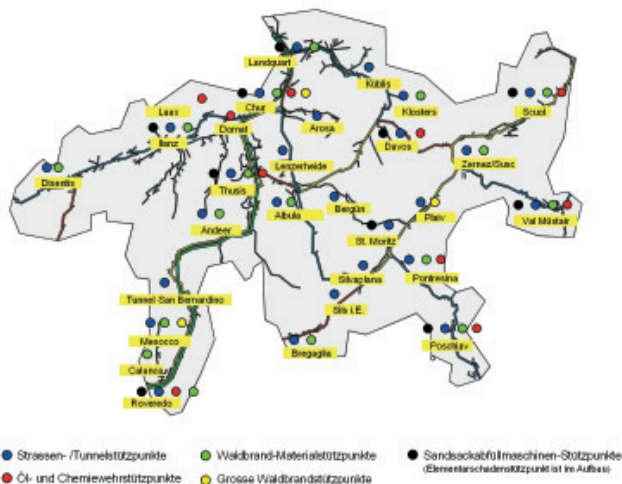 Landquart
Küblis
Klosters
Laax
Chur
Scuol
Ilanz
Domat
Arosa
Davos
Lenzerheide
Zernez/Susc
Disentis
Thusis
Albula
Bergün
Plaiv
Val Müstair
Andeer
St. Moritz
Silvaplana
Pontresina
Tunnel San Bernardino
Sils i.E.
Mesocco
Bregaglia
Poschiav
Calanca
Roveredo
Strassen- /Tunnelstützpunkte
Waldbrand-Materialstützpunkte
Sandsackabfüllmaschinen-Stützpunkte
(Elementarschadenstützpunkt ist im Aufbau)
Öl- und Chemiewehrstützpunkte
Grosse Waldbrandstützpunkte